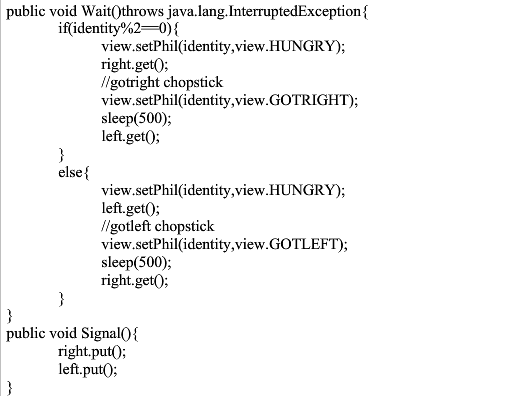 public void Wait()throws java.lang.InterruptedException{
if(identity%2==0){
view.setPhil(identity,view.HUNGRY);
right.get();
//gotright chopstick
view.setPhil(identity,view.GOTRIGHT);
sleep(500);
left.get();
}
else{
view.setPhil(identity,view.HUNGRY);
left.get();
//gotleft chopstick
view.setPhil(identity,view.GOTLEFT);
sleep(500);
right.get();
}
}
public void Signal(){
right.put();
left.put();
}